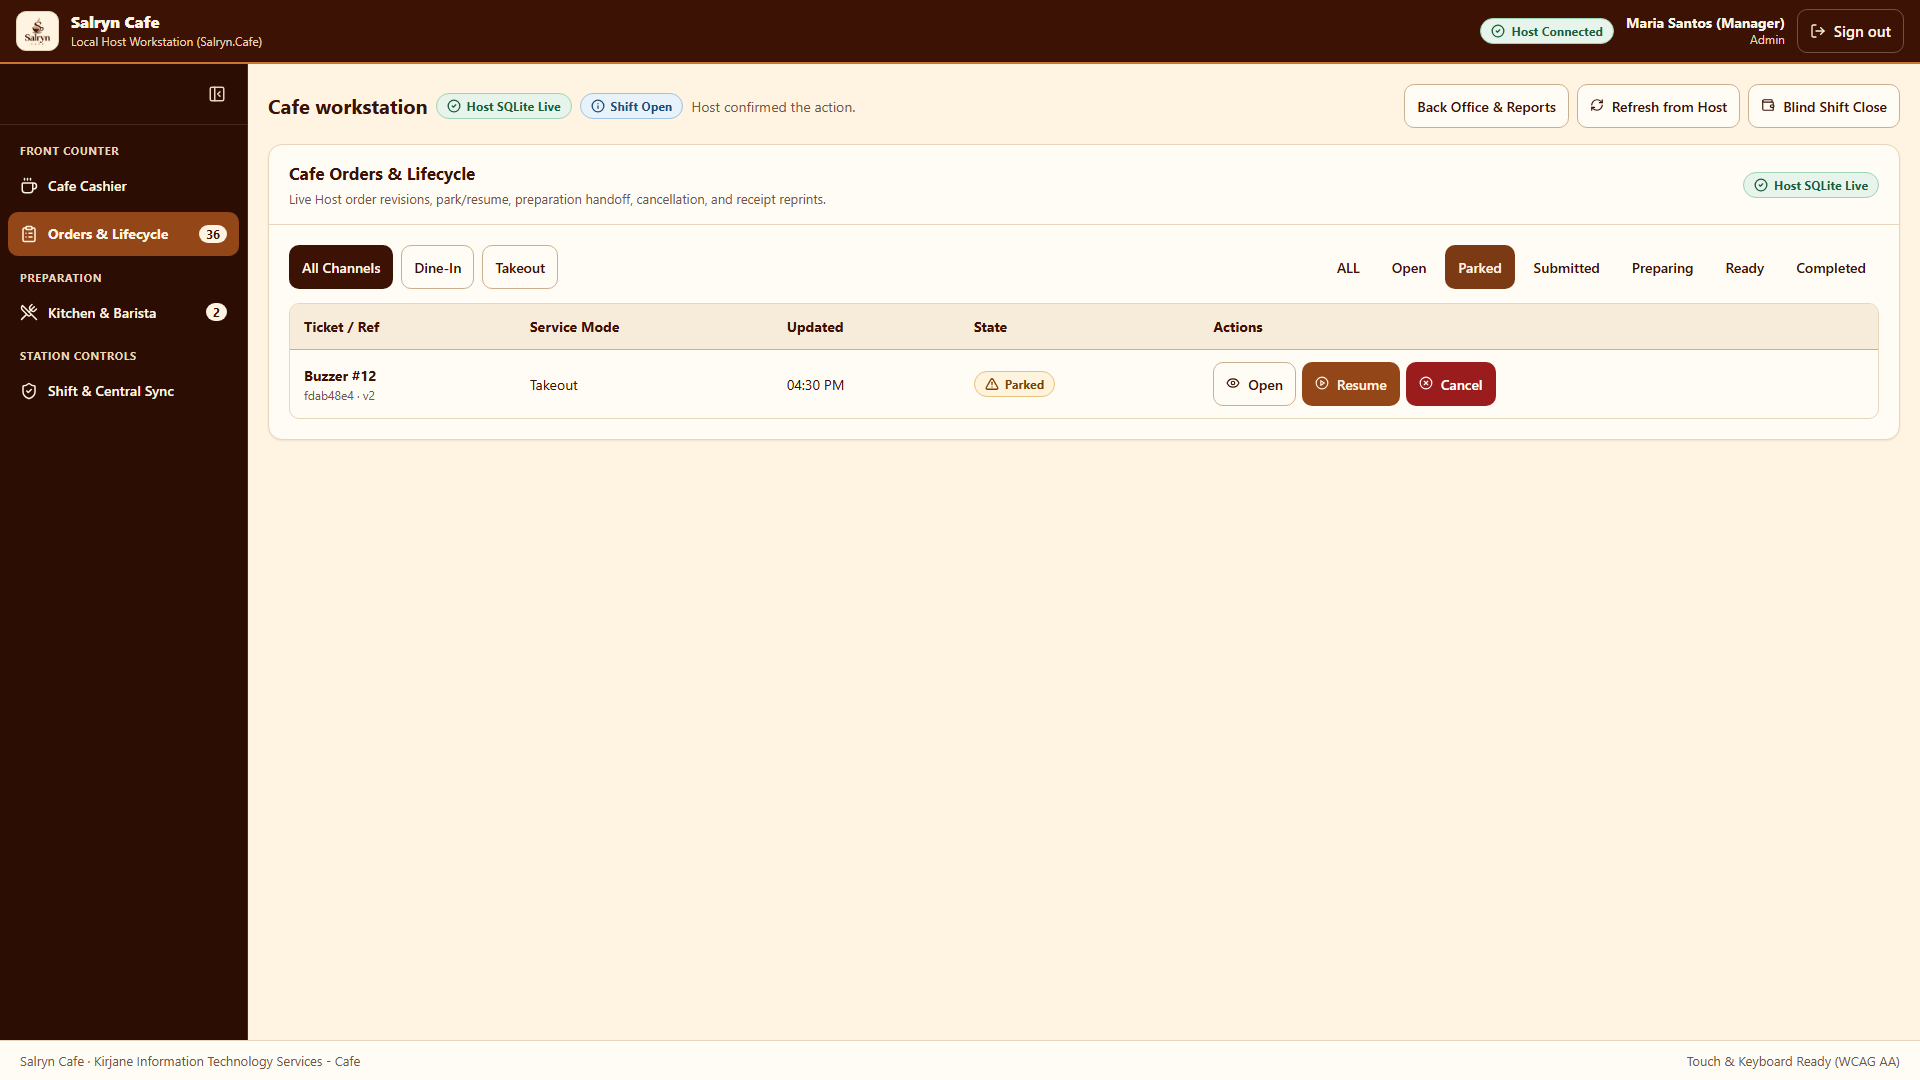 Salryn
Salryn Cafe
Local Host Workstation (Salryn.Cafe)
Host Connected
Maria Santos (Manager)
Admin
Sign out
FRONT COUNTER
Cafe Cashier
Orders & Lifecycle 36
PREPARATION
Kitchen & Barista 2
STATION CONTROLS
Shift & Central Sync
Cafe workstation Host SQLite Live Shift Open Host confirmed the action.
Back Office & Reports Refresh from Host Blind Shift Close
Cafe Orders & Lifecycle
Live Host order revisions, park/resume, preparation handoff, cancellation, and receipt reprints.
Host SQLite Live
All Channels Dine-In Takeout ALL Open Parked Submitted Preparing Ready Completed
Ticket / Ref Service Mode Updated State Actions
Buzzer #12
fdab48e4 · v2
Takeout 04:30 PM Parked Open Resume Cancel
Salryn Cafe · Kirjane Information Technology Services - Cafe
Touch & Keyboard Ready (WCAG AA)